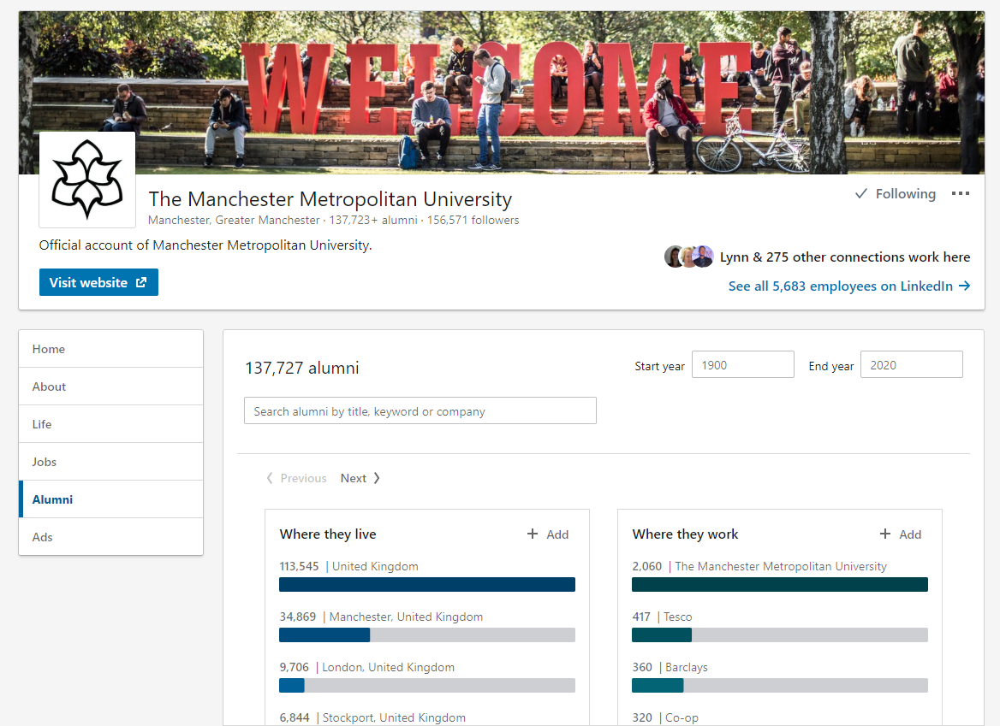 WELCOME
The Manchester Metropolitan University
Manchester, Greater Manchester · 137,723+ alumni · 156,571 followers
Official account of Manchester Metropolitan University.
Visit website
Following
Lynn & 275 other connections work here
See all 5,683 employees on LinkedIn →
Home
About
Life
Jobs
Alumni
Ads
137,727 alumni
Start year 1900 End year 2020
Search alumni by title, keyword or company
Previous Next
Where they live + Add
113,545 | United Kingdom
34,869 | Manchester, United Kingdom
9,706 | London, United Kingdom
6,844 | Stockport, United Kingdom
Where they work + Add
2,060 | The Manchester Metropolitan University
417 | Tesco
360 | Barclays
320 | Co-op